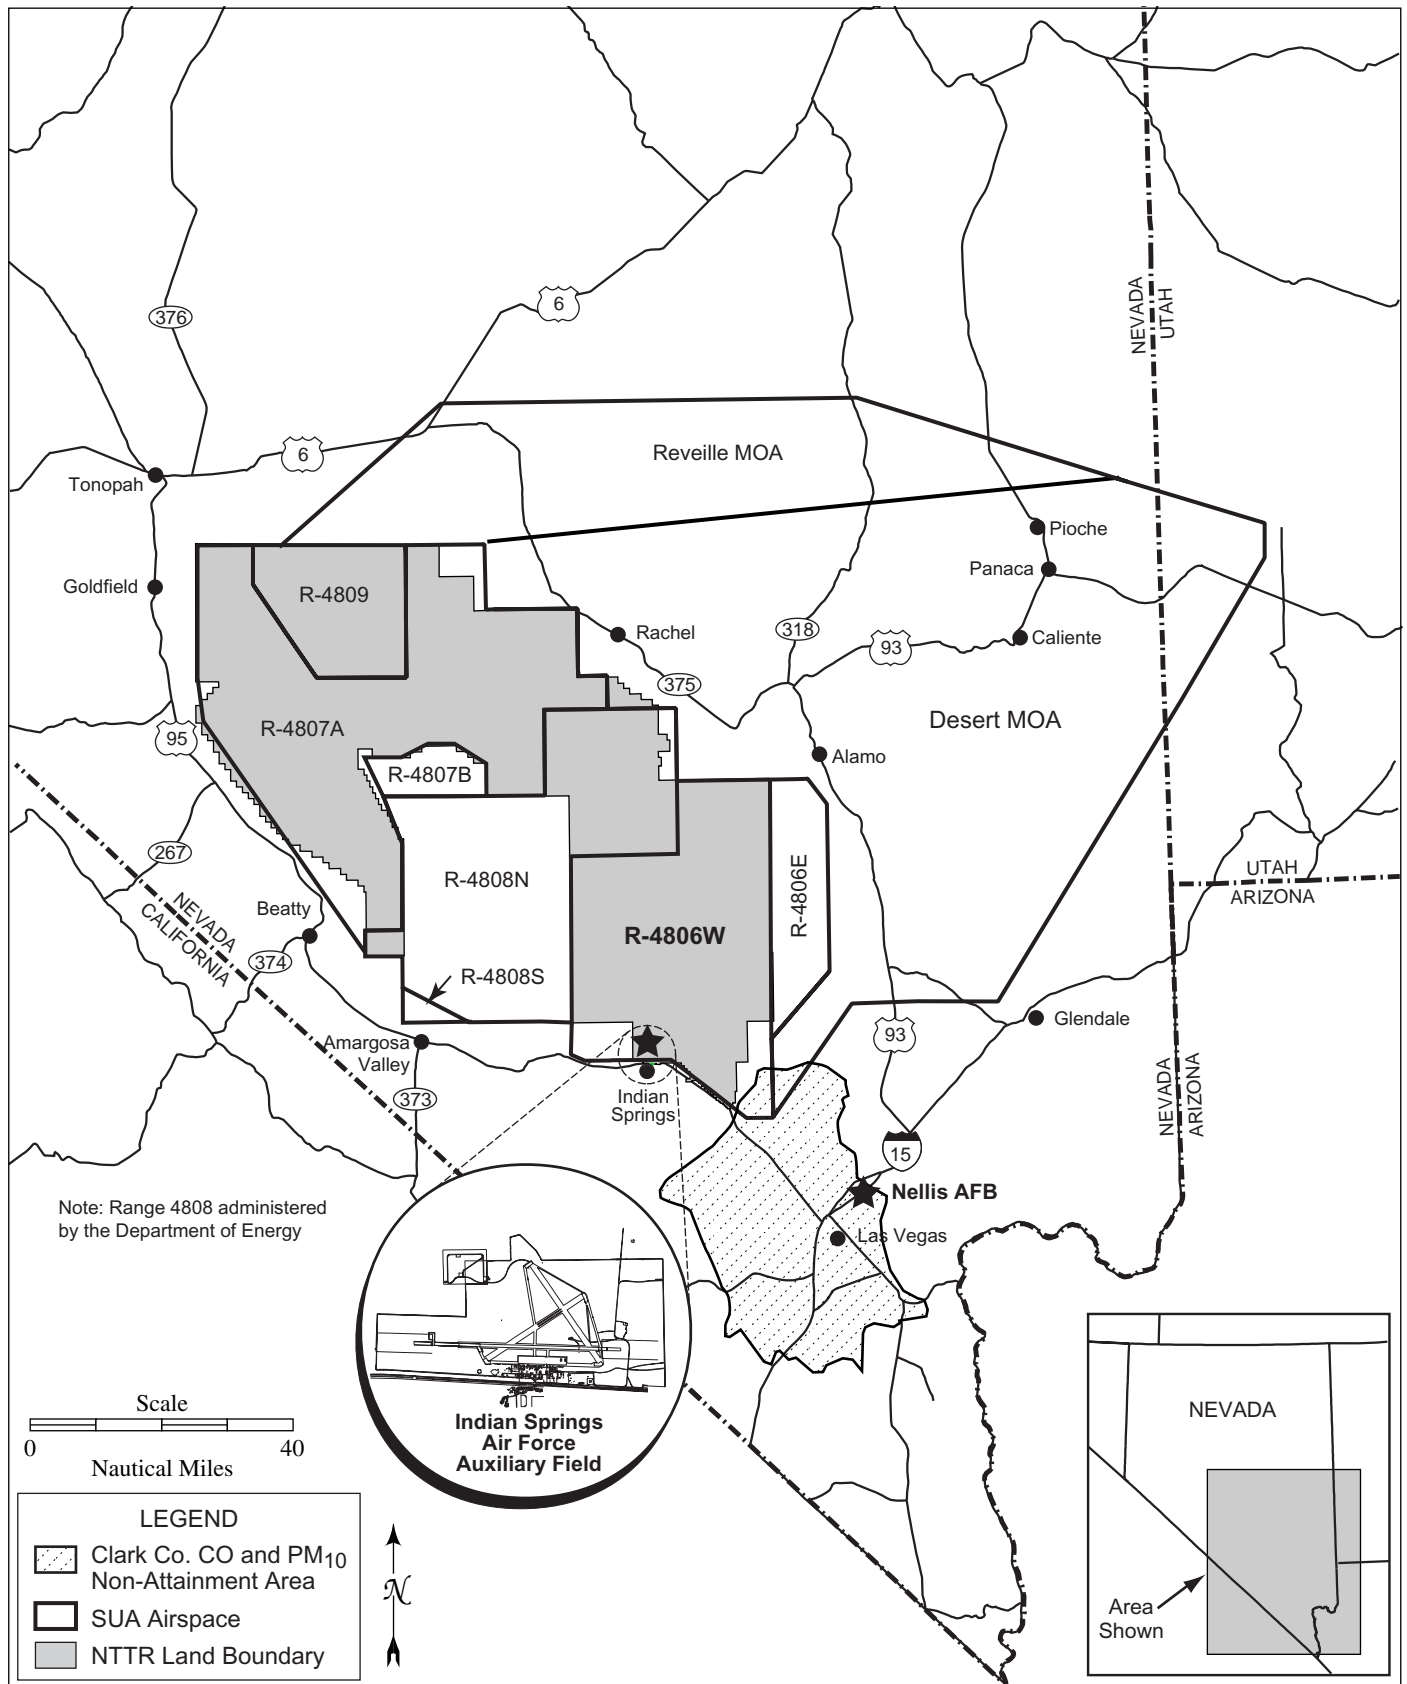 376
6
NEVADA
UTAH
6
Reveille MOA
Tonopah
Pioche
Panaca
Goldfield
R-4809
Rachel
318
93
Caliente
375
R-4807A
Desert MOA
95
Alamo
R-4807B
267
R-4808N
R-4806E
UTAH
ARIZONA
NEVADA
CALIFORNIA
Beatty
R-4806W
374
R-4808S
Glendale
93
Amargosa
Valley
373
Indian
Springs
NEVADA
ARIZONA
15
Nellis AFB
Las Vegas
Note: Range 4808 administered
by the Department of Energy
Indian Springs
Air Force
Auxiliary Field
Scale
0 40
Nautical Miles
LEGEND
Clark Co. CO and PM10
Non-Attainment Area
SUA Airspace
NTTR Land Boundary
N
NEVADA
Area
Shown